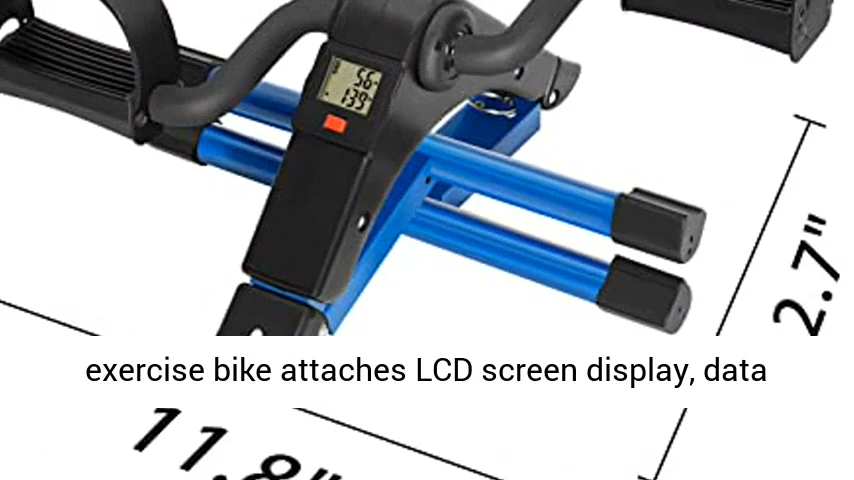 56
139
2.7"
exercise bike attaches LCD screen display, data
11.8"